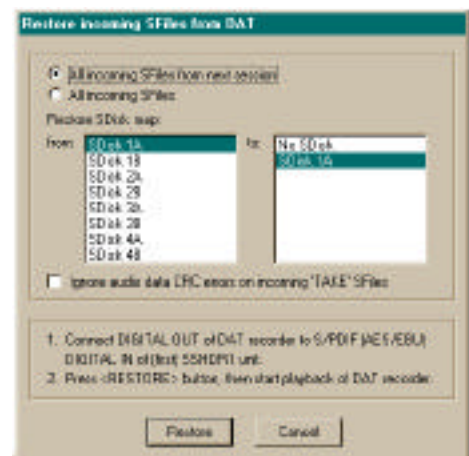 Restore incoming SFiles from DAT
All incoming SFiles from next session
All incoming SFiles
Restore SDisk map:
from: to:
SDisk 1A No SDisk
SDisk 1B SDisk 1A
SDisk 2A
SDisk 2B
SDisk 3A
SDisk 3B
SDisk 4A
SDisk 4B
Ignore audio data CRC errors on incoming "TAKE" SFiles
1. Connect DIGITAL OUT of DAT recorder to S/PDIF (AES/EBU)
DIGITAL IN of (first) SSHDR1 unit.
2. Press <RESTORE> button, then start playback of DAT recorder.
Restore Cancel